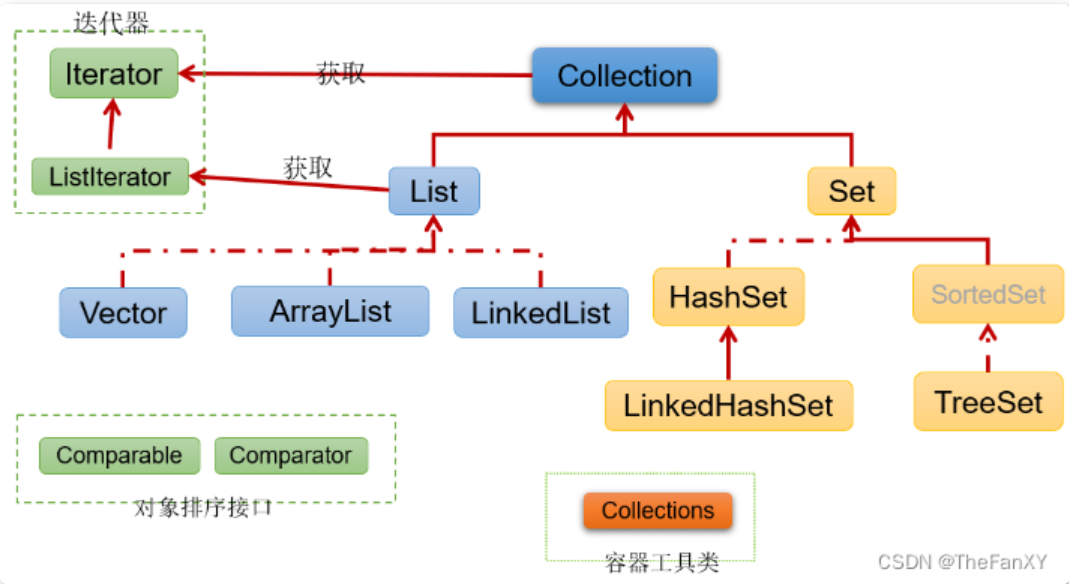 迭代器
Iterator
获取
Collection
ListIterator
获取
List
Set
Vector
ArrayList
LinkedList
HashSet
SortedSet
LinkedHashSet
TreeSet
Comparable
Comparator
对象排序接口
Collections
容器工具类
CSDN @TheFanXY